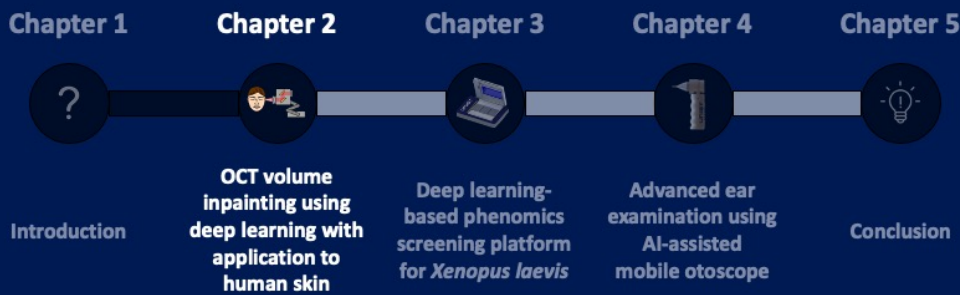 Chapter 1 Chapter 2 Chapter 3 Chapter 4 Chapter 5
?
Introduction
OCT volume
inpainting using
deep learning with
application to
human skin
Deep learning-
based phenomics
screening platform
for Xenopus laevis
Advanced ear
examination using
AI-assisted
mobile otoscope
Conclusion